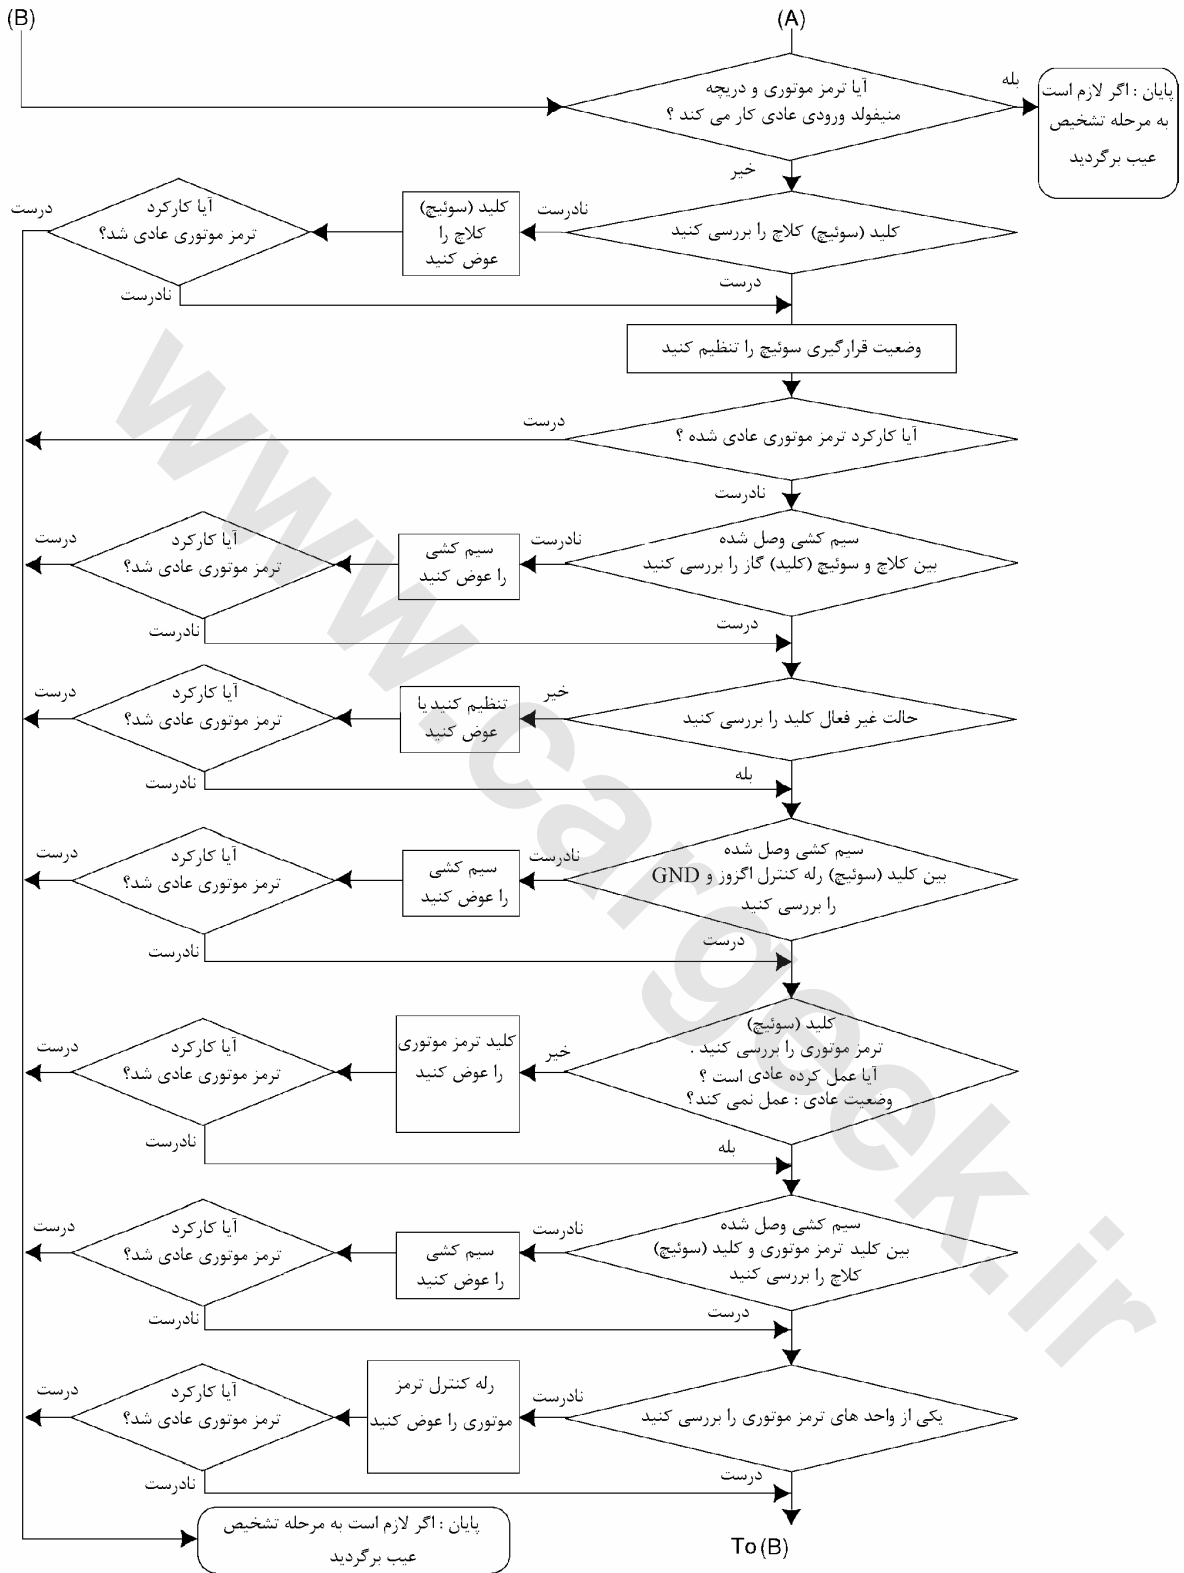 (B)
(A)
آیا ترمز موتوری و دریچه
منیفولد ورودی عادی کار می کند ؟
بله
پایان : اگر لازم است
به مرحله تشخیص
عیب برگردید
خیر
کلید (سوئیچ) کلاچ را بررسی کنید
نادرست
کلید (سوئیچ)
کلاچ را
عوض کنید
آیا کارکرد
ترمز موتوری عادی شد؟
درست
نادرست
درست
وضعیت قرارگیری سوئیچ را تنظیم کنید
آیا کارکرد ترمز موتوری عادی شده ؟
درست
نادرست
سیم کشی وصل شده
بین کلاچ و سوئیچ (کلید) گاز را بررسی کنید
نادرست
سیم کشی
را عوض کنید
آیا کارکرد
ترمز موتوری عادی شد؟
درست
نادرست
درست
حالت غیر فعال کلید را بررسی کنید
خیر
تنظیم کنید یا
عوض کنید
آیا کارکرد
ترمز موتوری عادی شد؟
درست
نادرست
بله
سیم کشی وصل شده
بین کلید (سوئیچ) رله کنترل اگزوز و GND
را بررسی کنید
نادرست
سیم کشی
را عوض کنید
آیا کارکرد
ترمز موتوری عادی شد؟
درست
نادرست
درست
کلید (سوئیچ)
ترمز موتوری را بررسی کنید .
آیا عمل کرده عادی است ؟
وضعیت عادی : عمل نمی کند؟
خیر
کلید ترمز موتوری
را عوض کنید
آیا کارکرد
ترمز موتوری عادی شد؟
درست
نادرست
بله
سیم کشی وصل شده
بین کلید ترمز موتوری و کلید (سوئیچ)
کلاچ را بررسی کنید
نادرست
سیم کشی
را عوض کنید
آیا کارکرد
ترمز موتوری عادی شد؟
درست
نادرست
درست
یکی از واحد های ترمز موتوری را بررسی کنید
نادرست
رله کنترل ترمز
موتوری را عوض کنید
آیا کارکرد
ترمز موتوری عادی شد؟
درست
نادرست
درست
To (B)
پایان : اگر لازم است به مرحله تشخیص
عیب برگردید
www.cargeek.ir